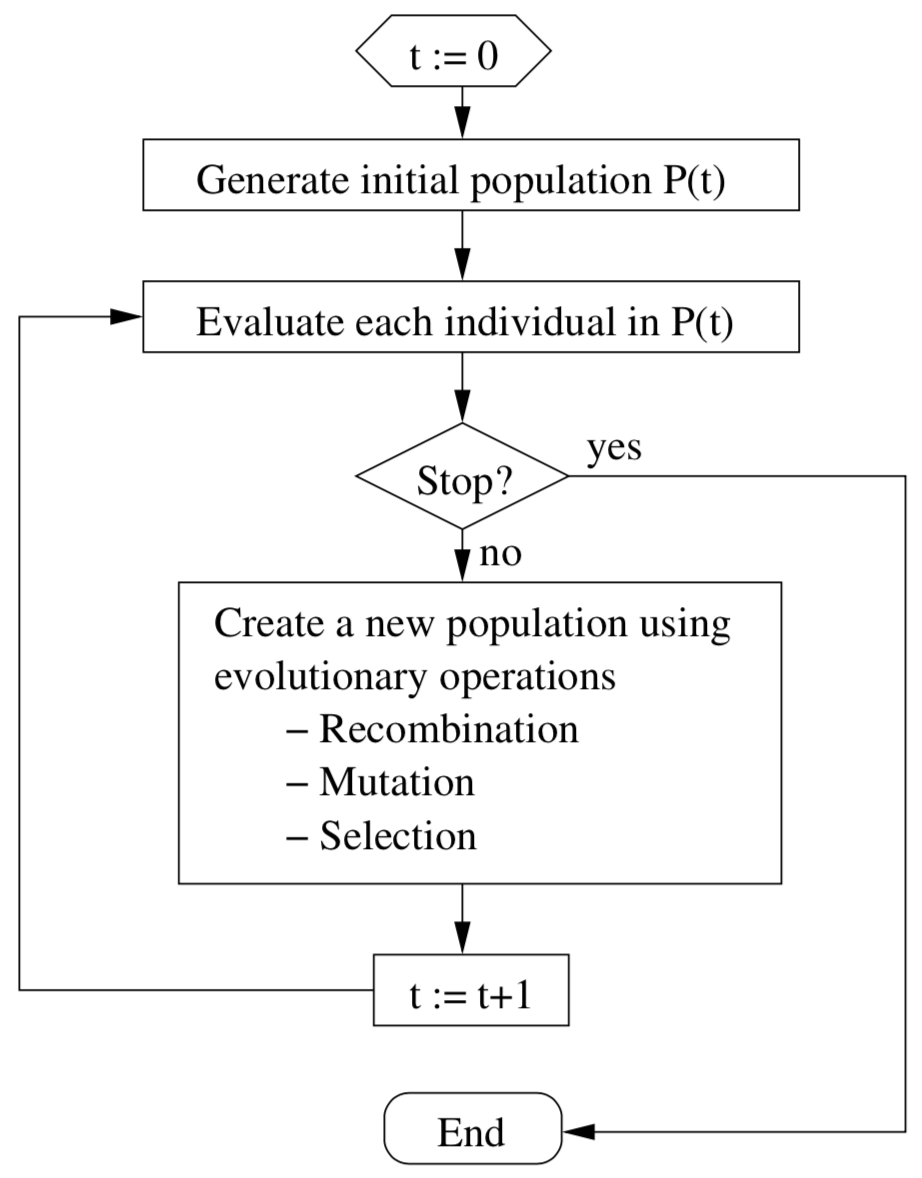 t := 0
Generate initial population P(t)
Evaluate each individual in P(t)
Stop?
yes
no
Create a new population using
evolutionary operations
– Recombination
– Mutation
– Selection
t := t+1
End